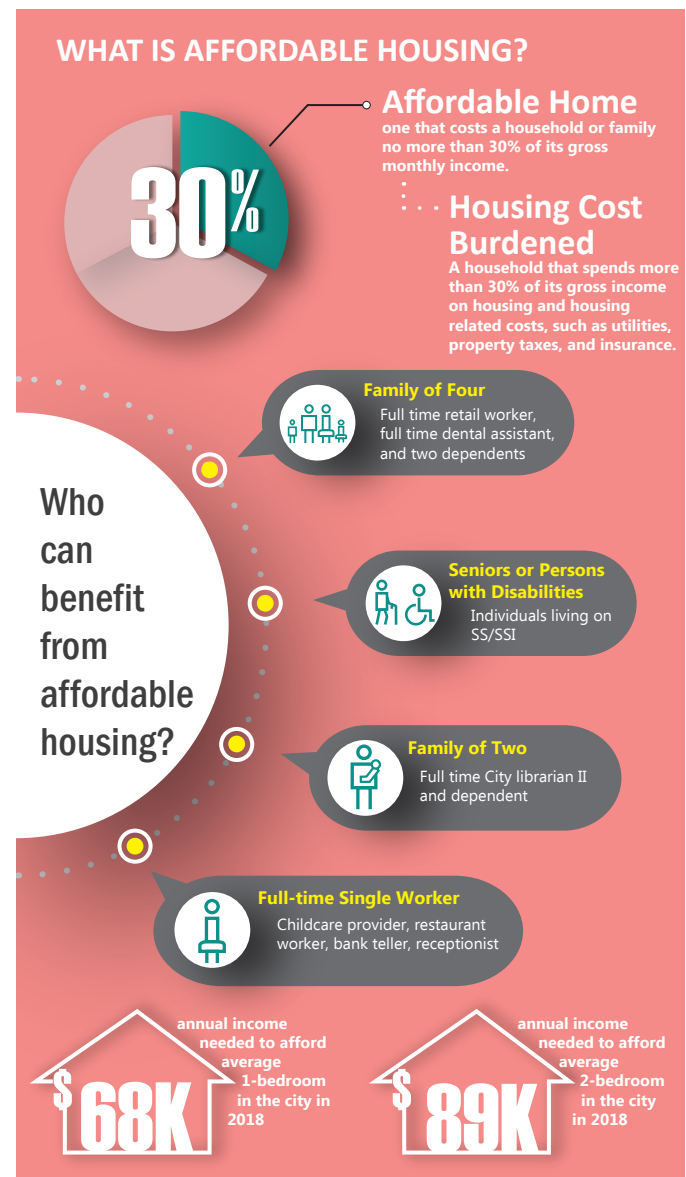 WHAT IS AFFORDABLE HOUSING?
30%
Affordable Home
one that costs a household or family
no more than 30% of its gross
monthly income.
Housing Cost
Burdened
A household that spends more
than 30% of its gross income
on housing and housing
related costs, such as utilities,
property taxes, and insurance.
Who
can
benefit
from
affordable
housing?
Family of Four
Full time retail worker,
full time dental assistant,
and two dependents
Seniors or Persons
with Disabilities
Individuals living on
SS/SSI
Family of Two
Full time City librarian II
and dependent
Full-time Single Worker
Childcare provider, restaurant
worker, bank teller, receptionist
$68K
annual income
needed to afford
average
1-bedroom
in the city in
2018
$89K
annual income
needed to afford
average
2-bedroom
in the city
in 2018